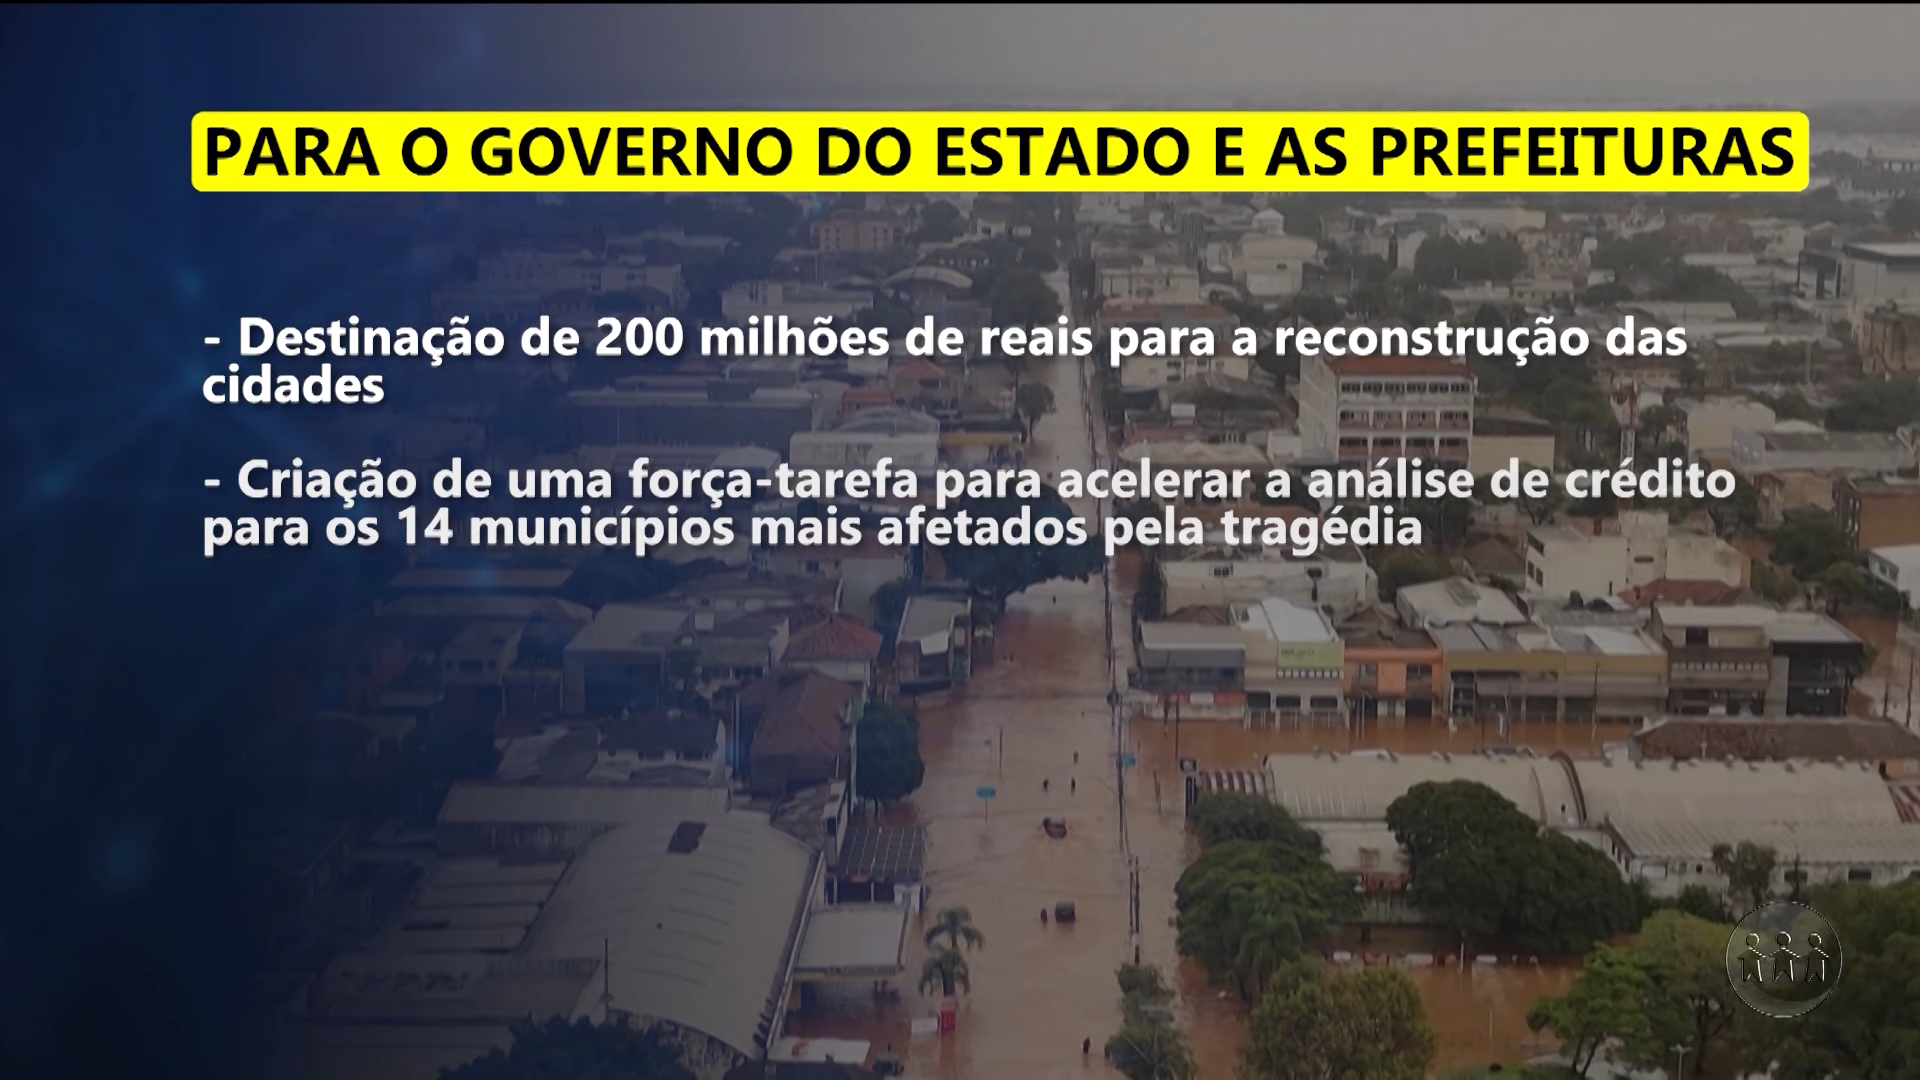 PARA O GOVERNO DO ESTADO E AS PREFEITURAS
- Destinação de 200 milhões de reais para a reconstrução das
cidades
- Criação de uma força-tarefa para acelerar a análise de crédito
para os 14 municípios mais afetados pela tragédia